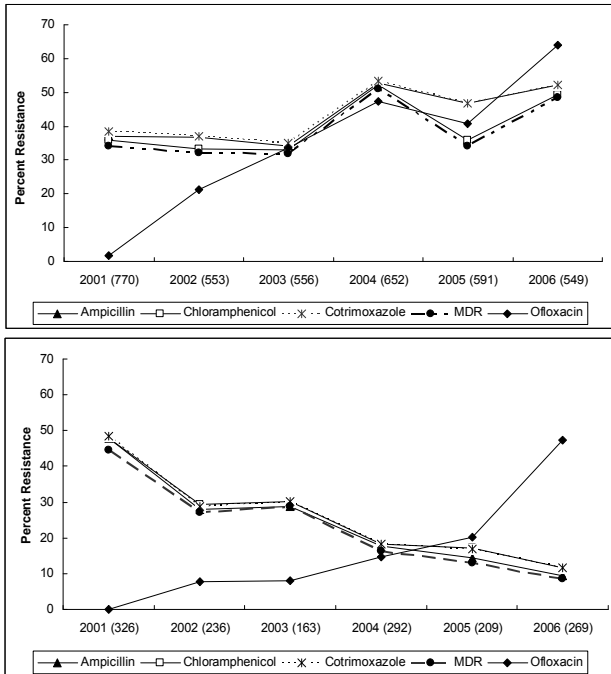 70
60
50
40
30
20
10
0
Percent Resistance
2001 (770) 2002 (553) 2003 (556) 2004 (652) 2005 (591) 2006 (549)
Ampicillin Chloramphenicol Cotrimoxazole MDR Ofloxacin
70
60
50
40
30
20
10
0
Percent Resistance
2001 (326) 2002 (236) 2003 (163) 2004 (292) 2005 (209) 2006 (269)
Ampicillin Chloramphenicol Cotrimoxazole MDR Ofloxacin